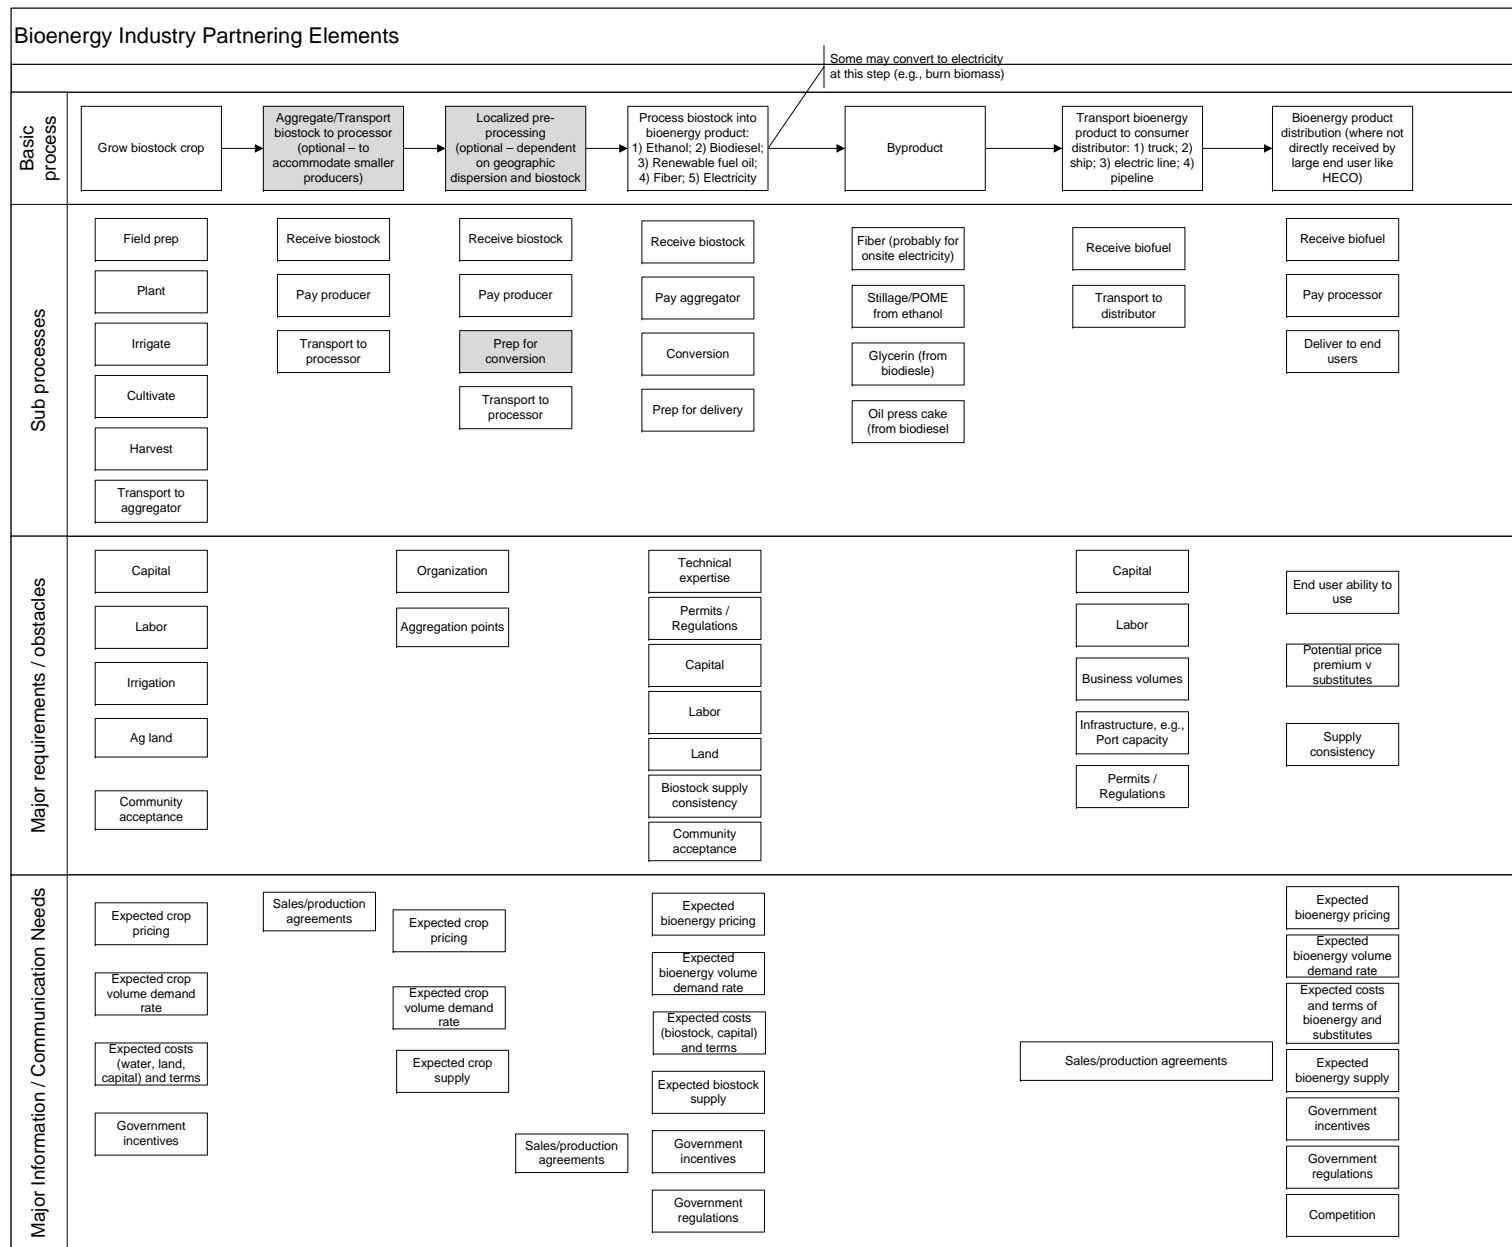 Bioenergy Industry Partnering Elements
Some may convert to electricity
at this step (e.g., burn biomass)
Basic
process
Grow biostock crop
Aggregate/Transport
biostock to processor
(optional – to
accommodate smaller
producers)
Localized pre-
processing
(optional – dependent
on geographic
dispersion and biostock
Process biostock into
bioenergy product:
1) Ethanol; 2) Biodiesel;
3) Renewable fuel oil;
4) Fiber; 5) Electricity
Byproduct
Transport bioenergy
product to consumer
distributor: 1) truck; 2)
ship; 3) electric line; 4)
pipeline
Bioenergy product
distribution (where not
directly received by
large end user like
HECO)
Sub processes
Field prep
Plant
Irrigate
Cultivate
Harvest
Transport to
aggregator
Receive biostock
Pay producer
Transport to
processor
Receive biostock
Pay producer
Prep for
conversion
Transport to
processor
Receive biostock
Pay aggregator
Conversion
Prep for delivery
Fiber (probably for
onsite electricity)
Stillage/POME
from ethanol
Glycerin (from
biodiesle)
Oil press cake
(from biodiesel
Receive biofuel
Transport to
distributor
Receive biofuel
Pay processor
Deliver to end
users
Major requirements / obstacles
Capital
Labor
Irrigation
Ag land
Community
acceptance
Organization
Aggregation points
Technical
expertise
Permits /
Regulations
Capital
Labor
Land
Biostock supply
consistency
Community
acceptance
Capital
Labor
Business volumes
Infrastructure, e.g.,
Port capacity
Permits /
Regulations
End user ability to
use
Potential price
premium v
substitutes
Supply
consistency
Major Information / Communication Needs
Expected crop
pricing
Expected crop
volume demand
rate
Expected costs
(water, land,
capital) and terms
Government
incentives
Sales/production
agreements
Expected crop
pricing
Expected crop
volume demand
rate
Expected crop
supply
Sales/production
agreements
Expected
bioenergy pricing
Expected
bioenergy volume
demand rate
Expected costs
(biostock, capital)
and terms
Expected biostock
supply
Government
incentives
Government
regulations
Sales/production agreements
Expected
bioenergy pricing
Expected
bioenergy volume
demand rate
Expected costs
and terms of
bioenergy and
substitutes
Expected
bioenergy supply
Government
incentives
Government
regulations
Competition